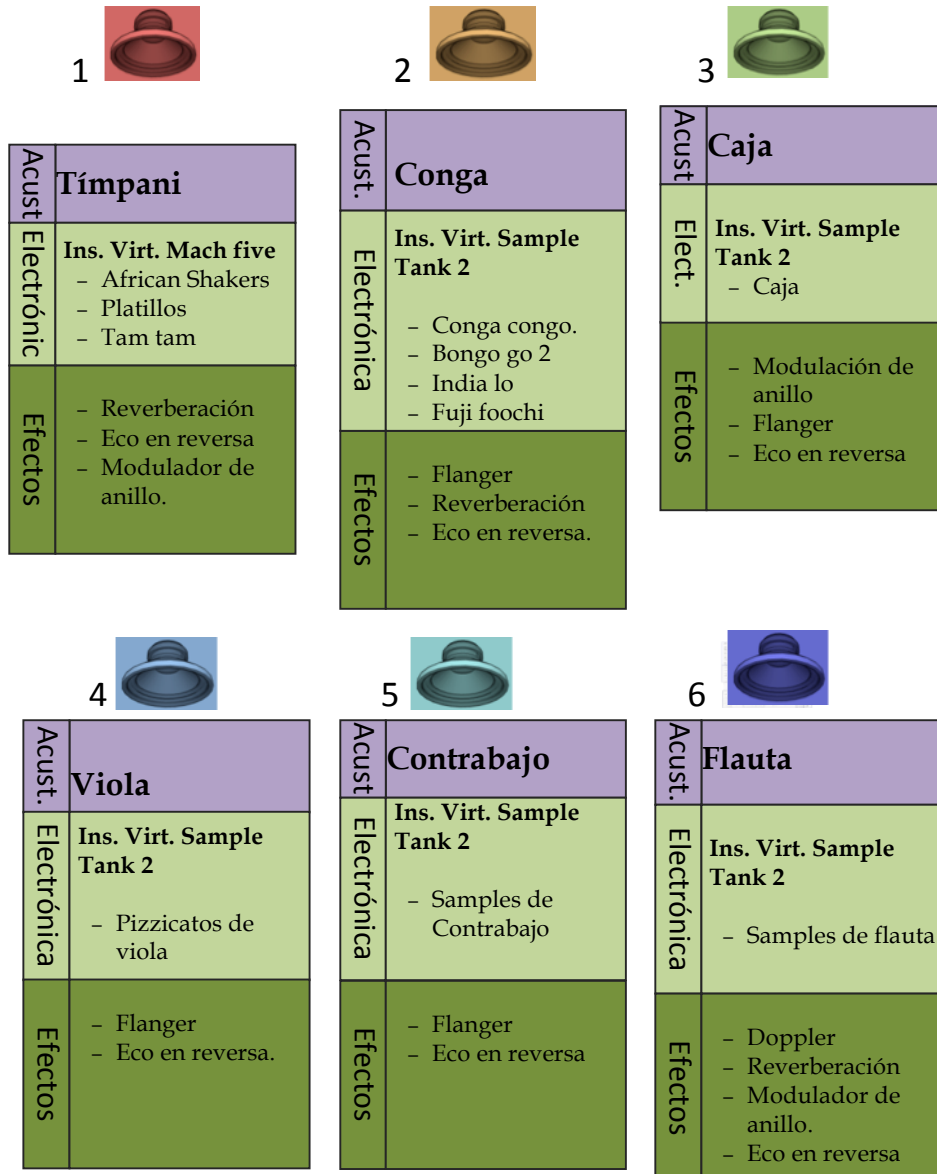 1
2
3
Acust
Tímpani
Electrónic
Ins. Virt. Mach five
– African Shakers
– Platillos
– Tam tam
Efectos
– Reverberación
– Eco en reversa
– Modulador de
anillo.
Acust.
Conga
Electrónica
Ins. Virt. Sample
Tank 2
– Conga congo.
– Bongo go 2
– India lo
– Fuji foochi
Efectos
– Flanger
– Reverberación
– Eco en reversa.
Acust
Caja
Elect.
Ins. Virt. Sample
Tank 2
– Caja
Efectos
– Modulación de
anillo
– Flanger
– Eco en reversa
4
5
6
Acust.
Viola
Electrónica
Ins. Virt. Sample
Tank 2
– Pizzicatos de
viola
Efectos
– Flanger
– Eco en reversa.
Acust.
Contrabajo
Electrónica
Ins. Virt. Sample
Tank 2
– Samples de
Contrabajo
Efectos
– Flanger
– Eco en reversa
Acust.
Flauta
Electrónica
Ins. Virt. Sample
Tank 2
– Samples de flauta
Efectos
– Doppler
– Reverberación
– Modulador de
anillo.
– Eco en reversa